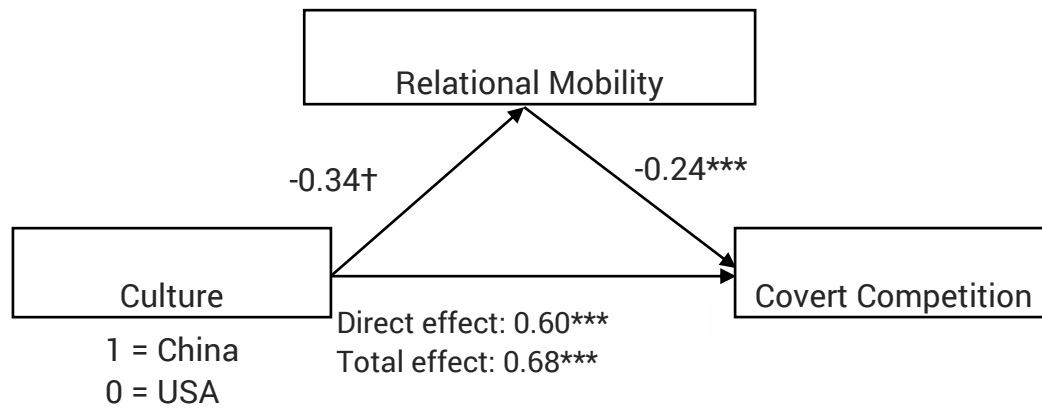 Relational Mobility
-0.34†
-0.24***
Culture
Covert Competition
Direct effect: 0.60***
Total effect: 0.68***
1 = China
0 = USA